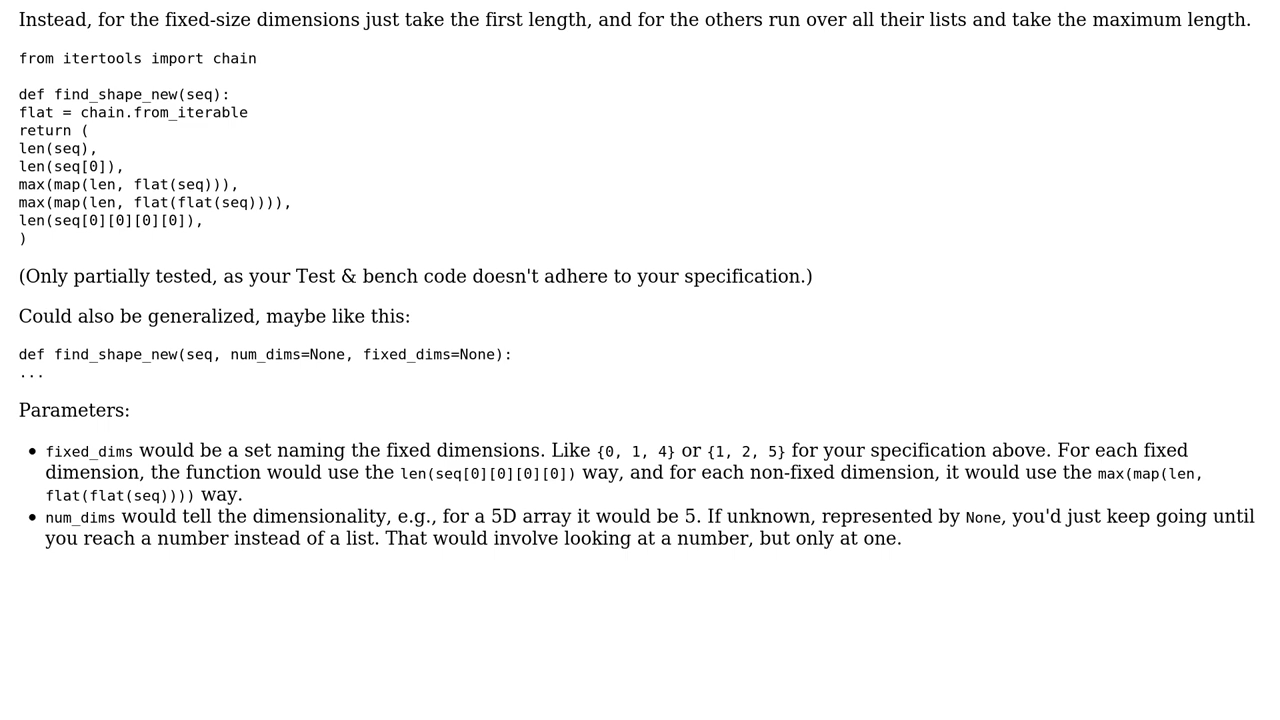 Instead, for the fixed-size dimensions just take the first length, and for the others run over all their lists and take the maximum length.
from itertools import chain
def find_shape_new(seq):
flat = chain.from_iterable
return (
len(seq),
len(seq[0]),
max(map(len, flat(seq))),
max(map(len, flat(flat(seq)))),
len(seq[0][0][0][0]),
)
(Only partially tested, as your Test & bench code doesn't adhere to your specification.)
Could also be generalized, maybe like this:
def find_shape_new(seq, num_dims=None, fixed_dims=None):
...
Parameters:
• fixed_dims would be a set naming the fixed dimensions. Like {0, 1, 4} or {1, 2, 5} for your specification above. For each fixed
dimension, the function would use the len(seq[0][0][0][0]) way, and for each non-fixed dimension, it would use the max(map(len,
flat(flat(seq)))) way.
• num_dims would tell the dimensionality, e.g., for a 5D array it would be 5. If unknown, represented by None, you'd just keep going until
you reach a number instead of a list. That would involve looking at a number, but only at one.